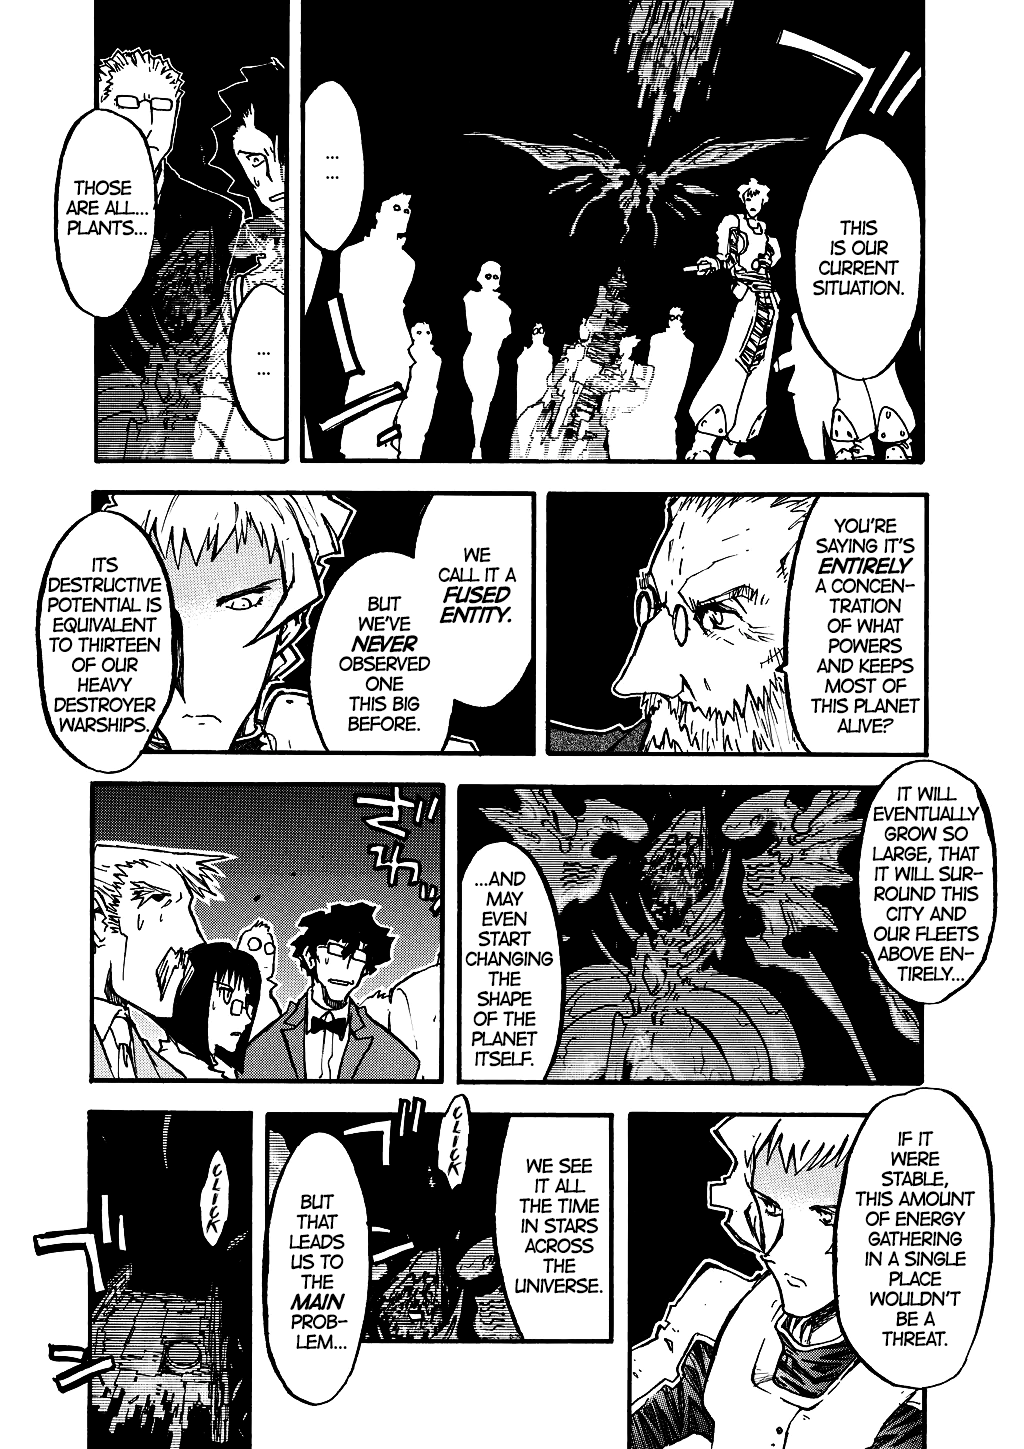 THIS
IS OUR
CURRENT
SITUATION.
...
...
THOSE
ARE ALL...
PLANTS...
...
...
YOU'RE
SAYING IT'S
ENTIRELY
A CONCEN-
TRATION
OF WHAT
POWERS
AND KEEPS
MOST OF
THIS PLANET
ALIVE?
WE
CALL IT A
FUSED
ENTITY.
BUT
WE'VE
NEVER
OBSERVED
ONE
THIS BIG
BEFORE.
ITS
DESTRUCTIVE
POTENTIAL IS
EQUIVALENT
TO THIRTEEN
OF OUR
HEAVY
DESTROYER
WARSHIPS.
IT WILL
EVENTUALLY
GROW SO
LARGE, THAT
IT WILL SUR-
ROUND THIS
CITY AND
OUR FLEETS
ABOVE EN-
TIRELY...
...AND
MAY
EVEN
START
CHANGING
THE
SHAPE
OF THE
PLANET
ITSELF.
IF IT
WERE
STABLE,
THIS AMOUNT
OF ENERGY
GATHERING
IN A SINGLE
PLACE
WOULDN'T
BE A
THREAT.
WE SEE
IT ALL
THE TIME
IN STARS
ACROSS
THE
UNIVERSE.
CLICK
BUT
THAT
LEADS
US TO
THE
MAIN
PROB-
LEM...
CLICK